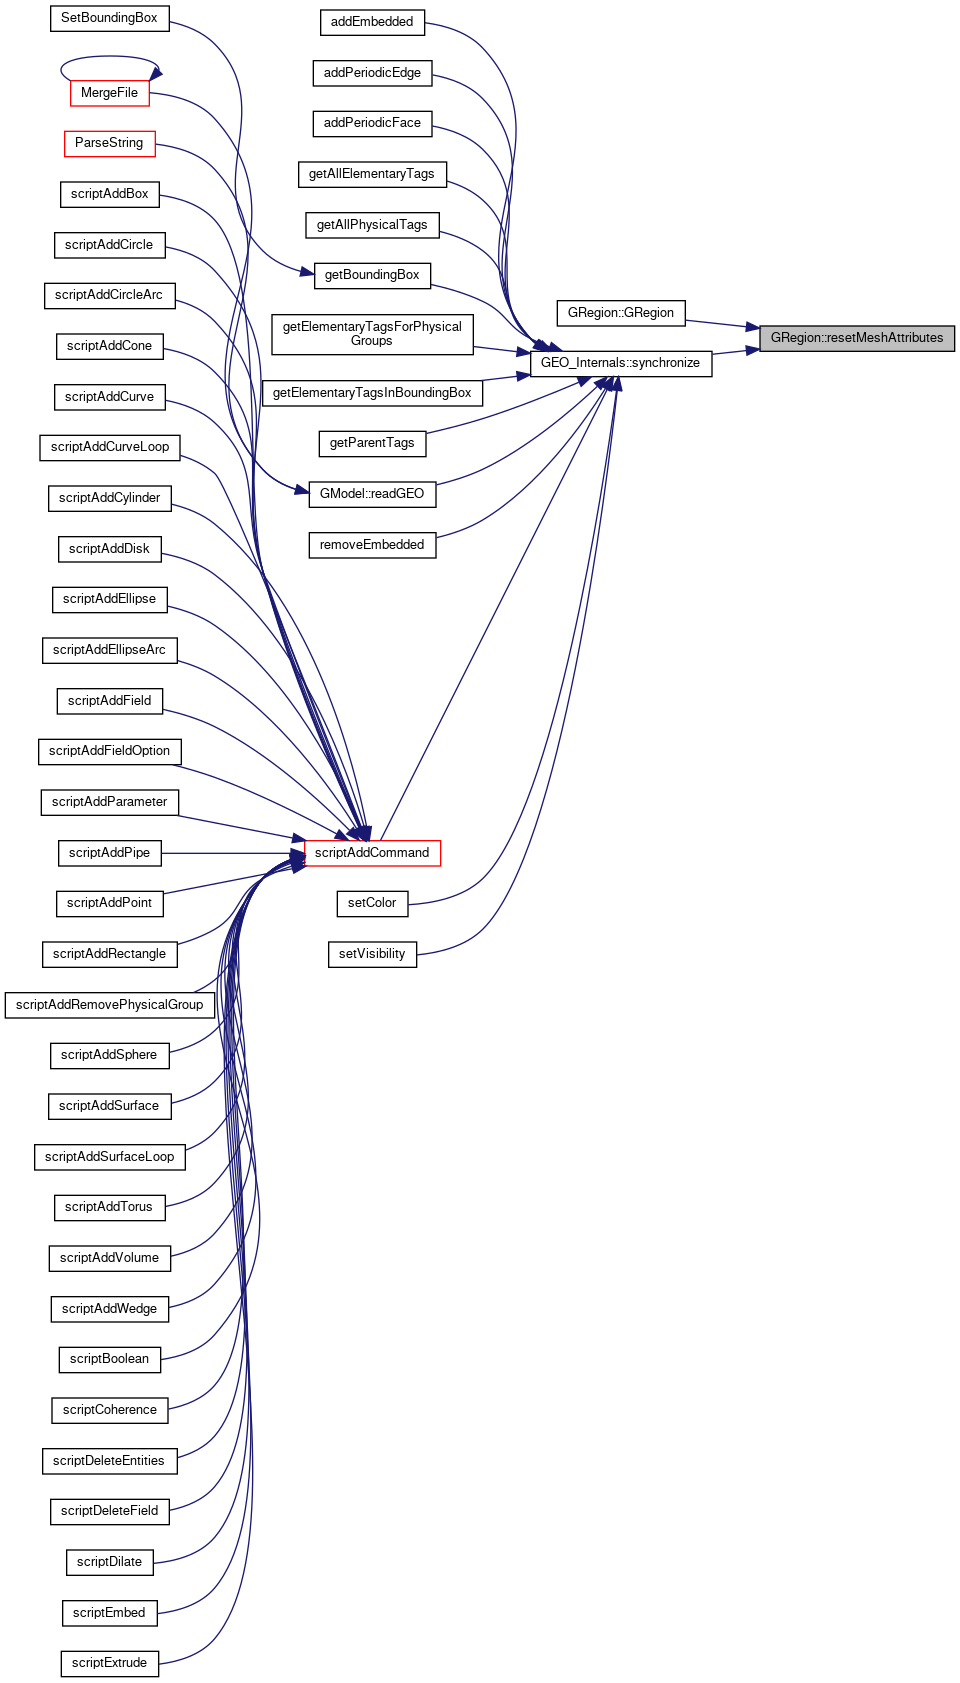 SetBoundingBox
MergeFile
ParseString
scriptAddBox
scriptAddCircle
scriptAddCircleArc
scriptAddCone
scriptAddCurve
scriptAddCurveLoop
scriptAddCylinder
scriptAddDisk
scriptAddEllipse
scriptAddEllipseArc
scriptAddField
scriptAddFieldOption
scriptAddParameter
scriptAddPipe
scriptAddPoint
scriptAddRectangle
scriptAddRemovePhysicalGroup
scriptAddSphere
scriptAddSurface
scriptAddSurfaceLoop
scriptAddTorus
scriptAddVolume
scriptAddWedge
scriptBoolean
scriptCoherence
scriptDeleteEntities
scriptDeleteField
scriptDilate
scriptEmbed
scriptExtrude
addEmbedded
addPeriodicEdge
addPeriodicFace
getAllElementaryTags
getAllPhysicalTags
getBoundingBox
getElementaryTagsForPhysical
Groups
getElementaryTagsInBoundingBox
getParentTags
GModel::readGEO
removeEmbedded
scriptAddCommand
setColor
setVisibility
GRegion::GRegion
GEO_Internals::synchronize
GRegion::resetMeshAttributes